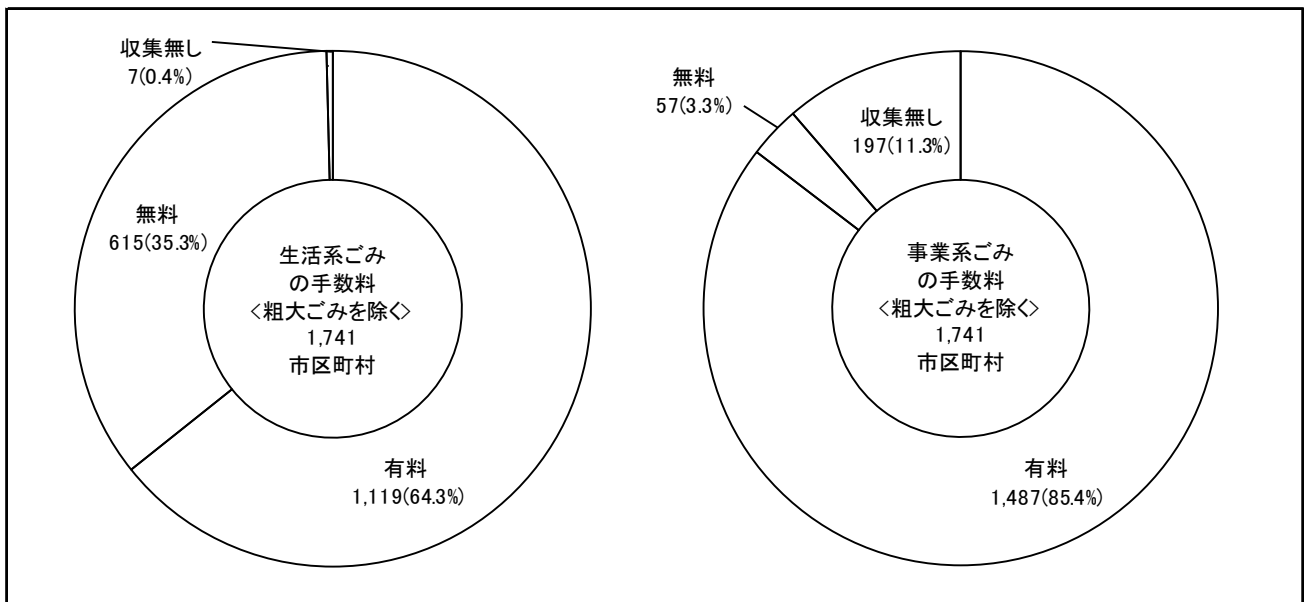 収集無し
7(0.4%)
無料
615(35.3%)
生活系ごみ
の手数料
<粗大ごみを除く>
1,741
市区町村
有料
1,119(64.3%)
無料
57(3.3%)
収集無し
197(11.3%)
事業系ごみ
の手数料
<粗大ごみを除く>
1,741
市区町村
有料
1,487(85.4%)